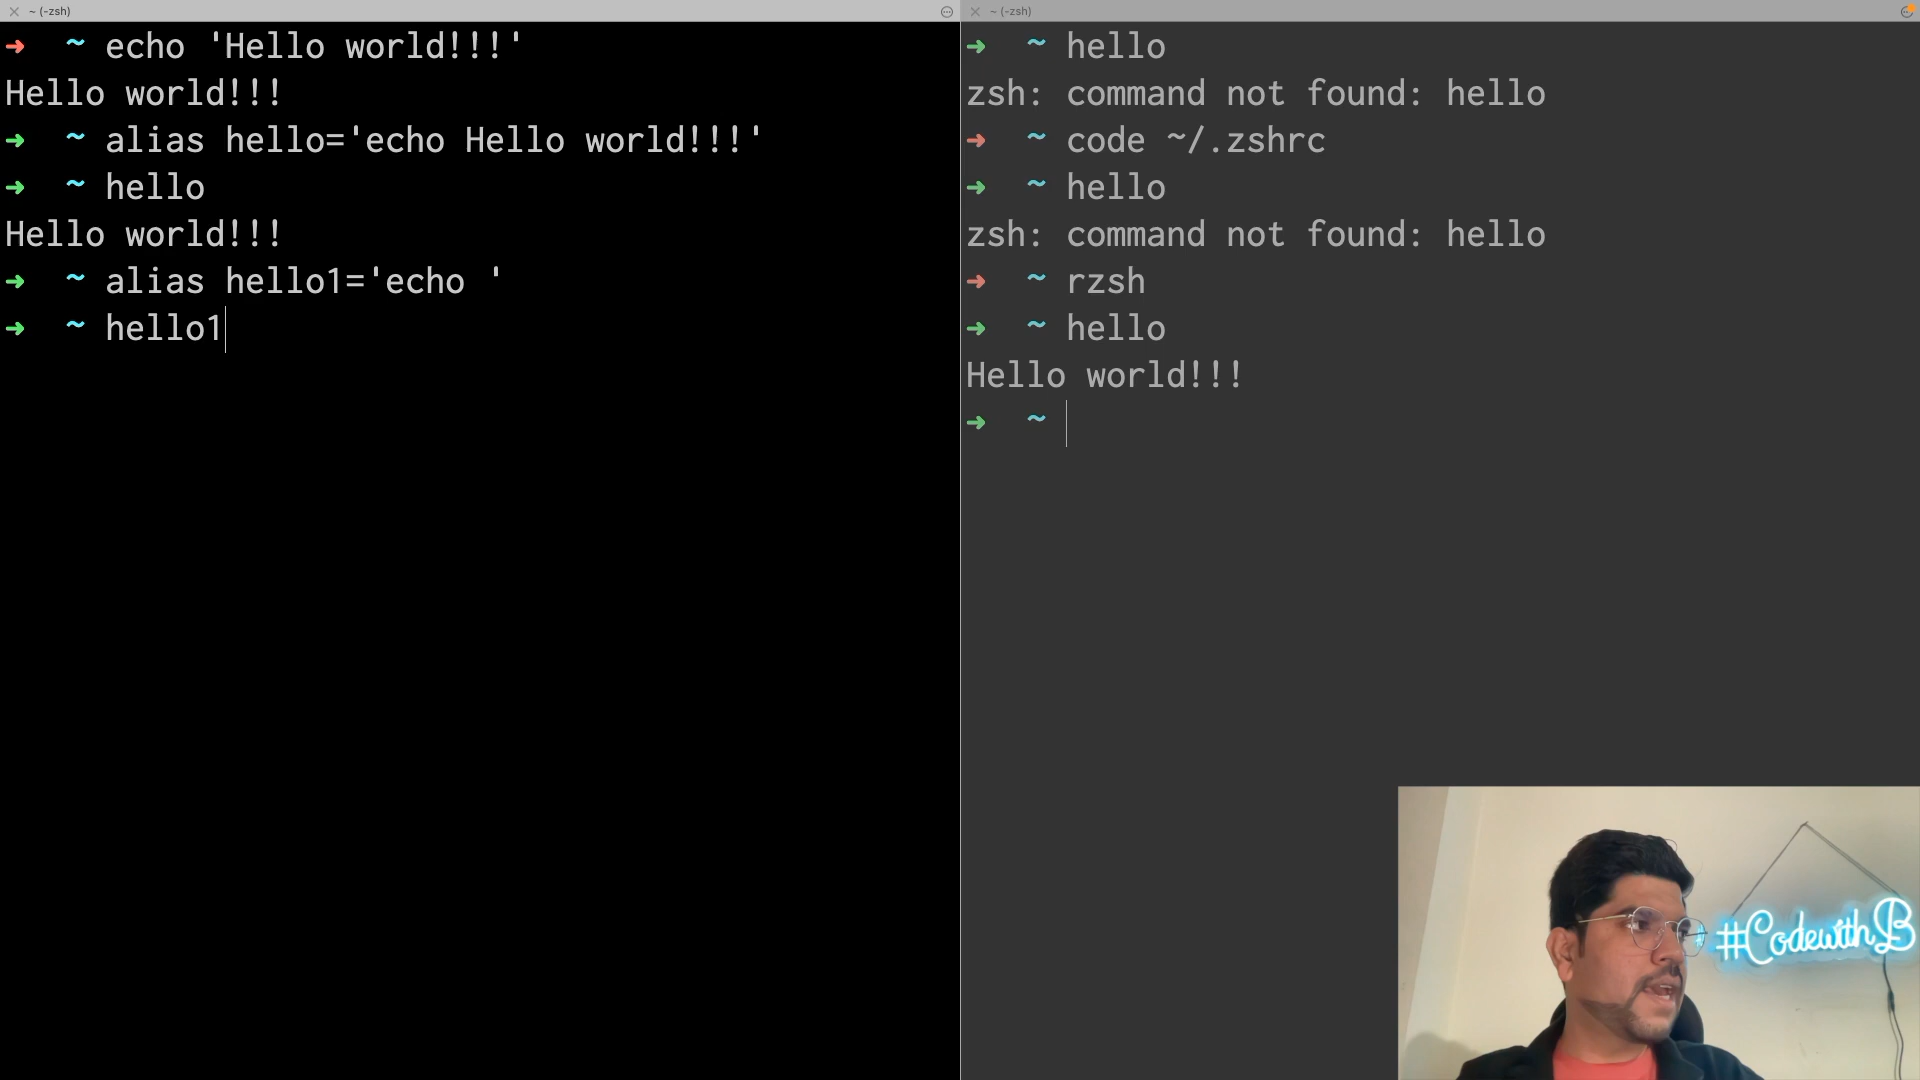 ~ (-zsh)
➜ ~ echo 'Hello world!!!'
Hello world!!!
➜ ~ alias hello='echo Hello world!!!'
➜ ~ hello
Hello world!!!
➜ ~ alias hello1='echo '
➜ ~ hello1
~ (-zsh)
➜ ~ hello
zsh: command not found: hello
➜ ~ code ~/.zshrc
➜ ~ hello
zsh: command not found: hello
➜ ~ rzsh
➜ ~ hello
Hello world!!!
➜ ~
#CodewithB